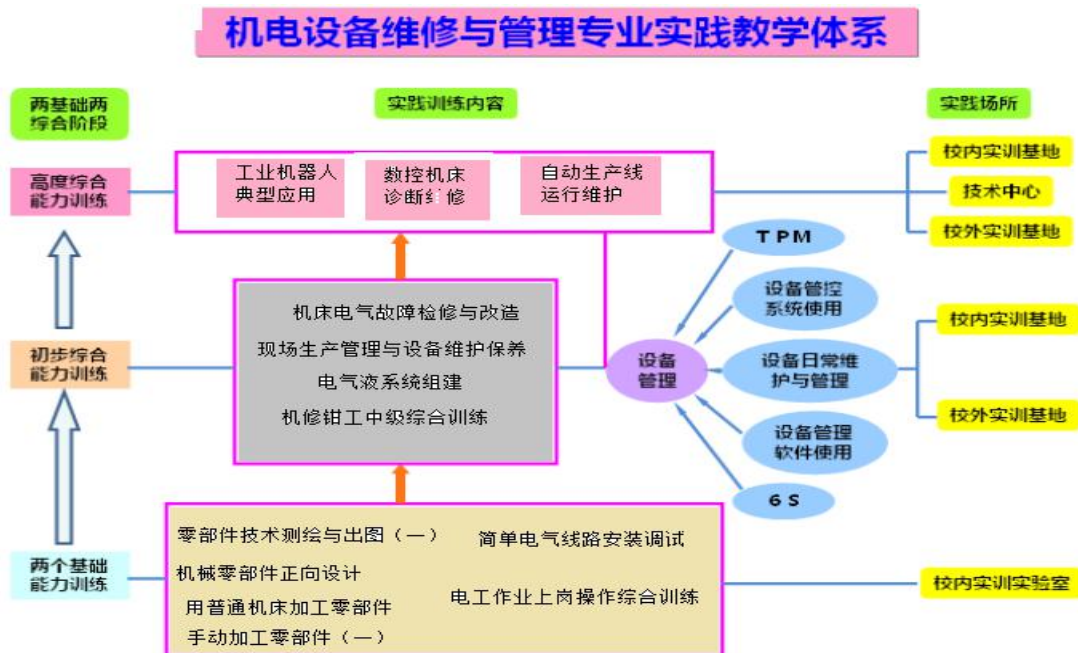 机电设备维修与管理专业实践教学体系
两基础两
综合阶段
实践训练内容
实践场所
高度综合
能力训练
工业机器人
典型应用
数控机床
诊断维修
自动生产线
运行维护
校内实训基地
技术中心
校外实训基地
初步综合
能力训练
机床电气故障检修与改造
现场生产管理与设备维护保养
电气液系统组建
机修钳工中级综合训练
设备
管理
TPM
设备管控
系统使用
设备日常维
护与管理
设备管理
软件使用
6S
校内实训基地
校外实训基地
两个基础
能力训练
零部件技术测绘与出图（一）
机械零部件正向设计
用普通机床加工零部件
手动加工零部件（一）
简单电气线路安装调试
电工作业上岗操作综合训练
校内实训实验室